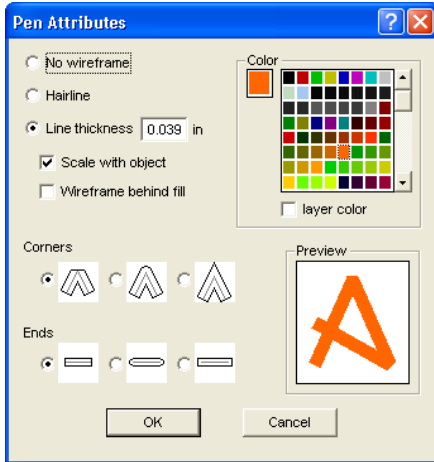 Pen Attributes
No wireframe
Hairline
Line thickness 0.039 in
Scale with object
Wireframe behind fill
Color
layer color
Corners
Ends
Preview
OK
Cancel